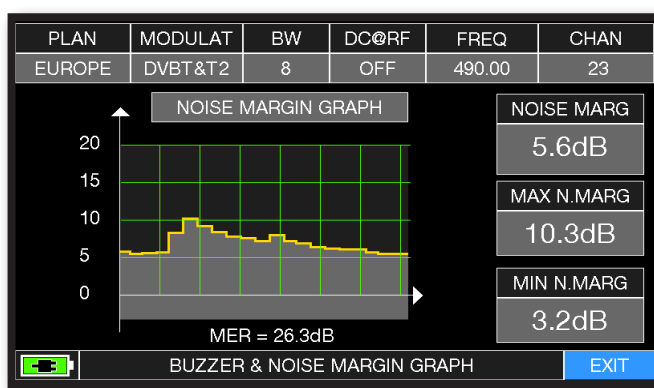 PLAN MODULAT BW DC@RF FREQ CHAN
EUROPE DVBT&T2 8 OFF 490.00 23
NOISE MARGIN GRAPH
NOISE MARG
5.6dB
MAX N.MARG
10.3dB
MIN N.MARG
3.2dB
20
15
10
5
0
MER = 26.3dB
BUZZER & NOISE MARGIN GRAPH EXIT